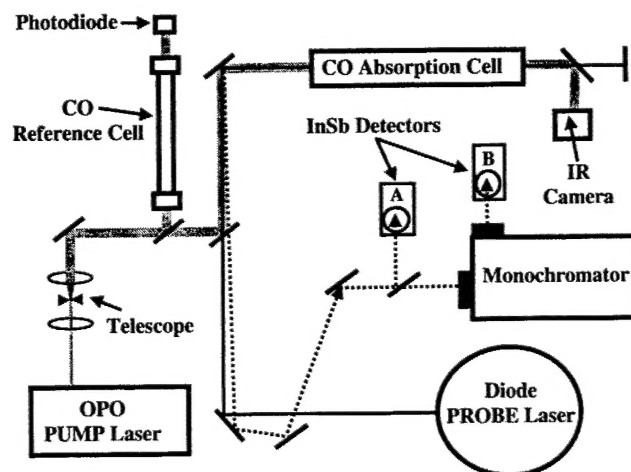 Photodiode
CO Absorption Cell
CO
Reference Cell
InSb Detectors
A
B
IR
Camera
Monochromator
Telescope
OPO
PUMP Laser
Diode
PROBE Laser